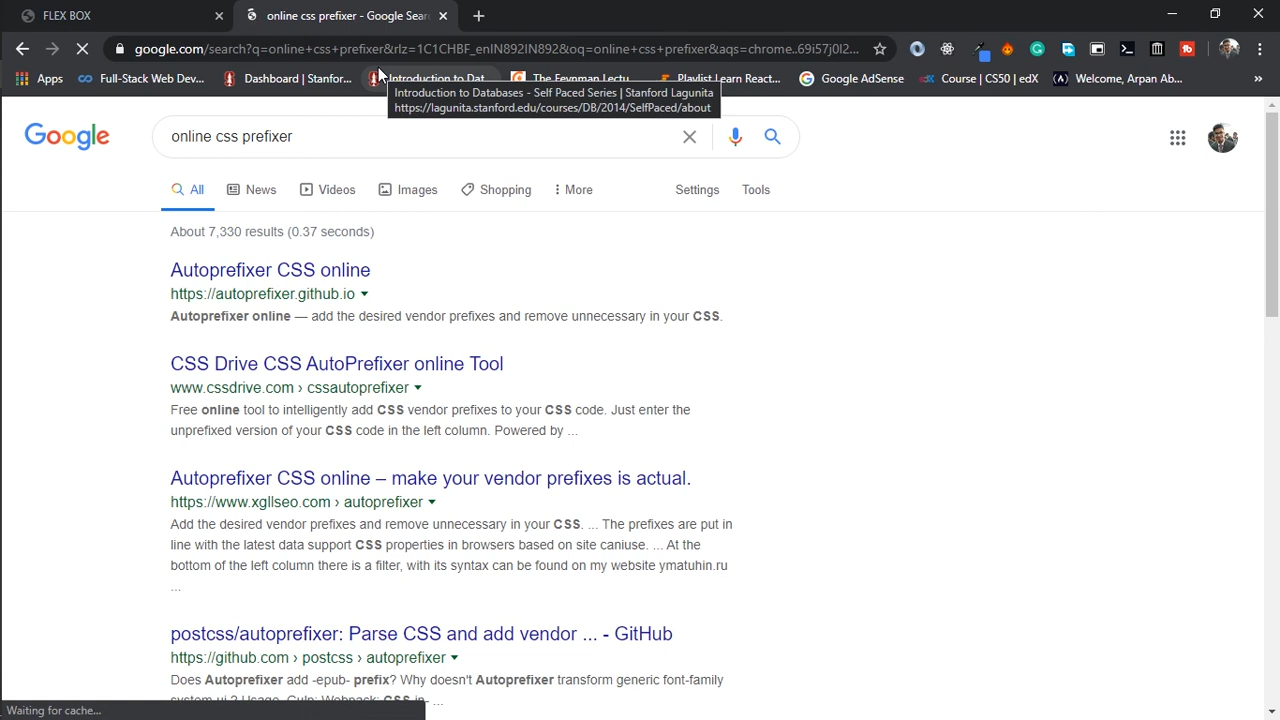 FLEX BOX
online css prefixer - Google Sear
google.com/search?q=online+css+prefixer&rlz=1C1CHBF_enIN892IN892&oq=online+css+prefixer&aqs=chrome..69i57j0l2...
Apps
Full-Stack Web Dev...
Dashboard | Stanfor...
Introduction to Dat...
The Feynman Lectu...
Playlist Learn React...
Google AdSense
Course | CS50 | edX
Welcome, Arpan Ab...
Introduction to Databases - Self Paced Series | Stanford Lagunita
https://lagunita.stanford.edu/courses/DB/2014/SelfPaced/about
Google
online css prefixer
All
News
Videos
Images
Shopping
More
Settings
Tools
About 7,330 results (0.37 seconds)
Autoprefixer CSS online
https://autoprefixer.github.io
Autoprefixer online — add the desired vendor prefixes and remove unnecessary in your CSS.
CSS Drive CSS AutoPrefixer online Tool
www.cssdrive.com › cssautoprefixer
Free online tool to intelligently add CSS vendor prefixes to your CSS code. Just enter the
unprefixed version of your CSS code in the left column. Powered by ...
Autoprefixer CSS online – make your vendor prefixes is actual.
https://www.xgllseo.com › autoprefixer
Add the desired vendor prefixes and remove unnecessary in your CSS. ... The prefixes are put in
line with the latest data support CSS properties in browsers based on site caniuse. ... At the
bottom of the left column there is a filter, with its syntax can be found on my website ymatuhin.ru
...
postcss/autoprefixer: Parse CSS and add vendor ... - GitHub
https://github.com › postcss › autoprefixer
Does Autoprefixer add -epub- prefix? Why doesn't Autoprefixer transform generic font-family
system-ui ? Usage. Gulp; Webpack; CSS-in- ...
Waiting for cache...